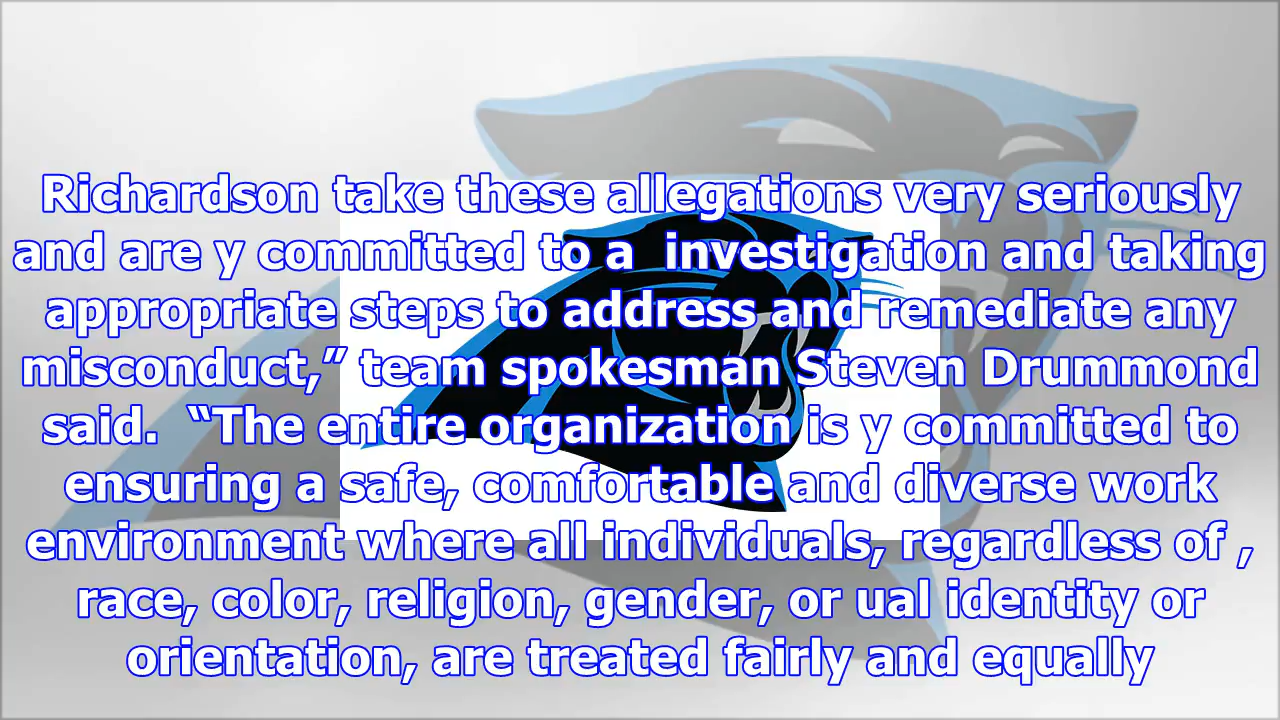 Richardson take these allegations very seriously
and are y committed to a  investigation and taking
appropriate steps to address and remediate any
misconduct,” team spokesman Steven Drummond
said.  “The entire organization is y committed to
ensuring a safe, comfortable and diverse work
environment where all individuals, regardless of ,
race, color, religion, gender, or ual identity or
orientation, are treated fairly and equally